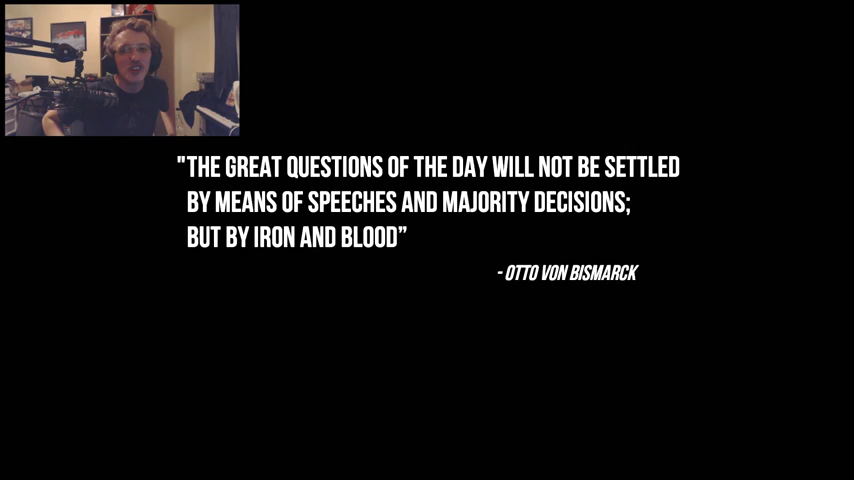 "THE GREAT QUESTIONS OF THE DAY WILL NOT BE SETTLED
BY MEANS OF SPEECHES AND MAJORITY DECISIONS;
BUT BY IRON AND BLOOD”
- OTTO VON BISMARCK